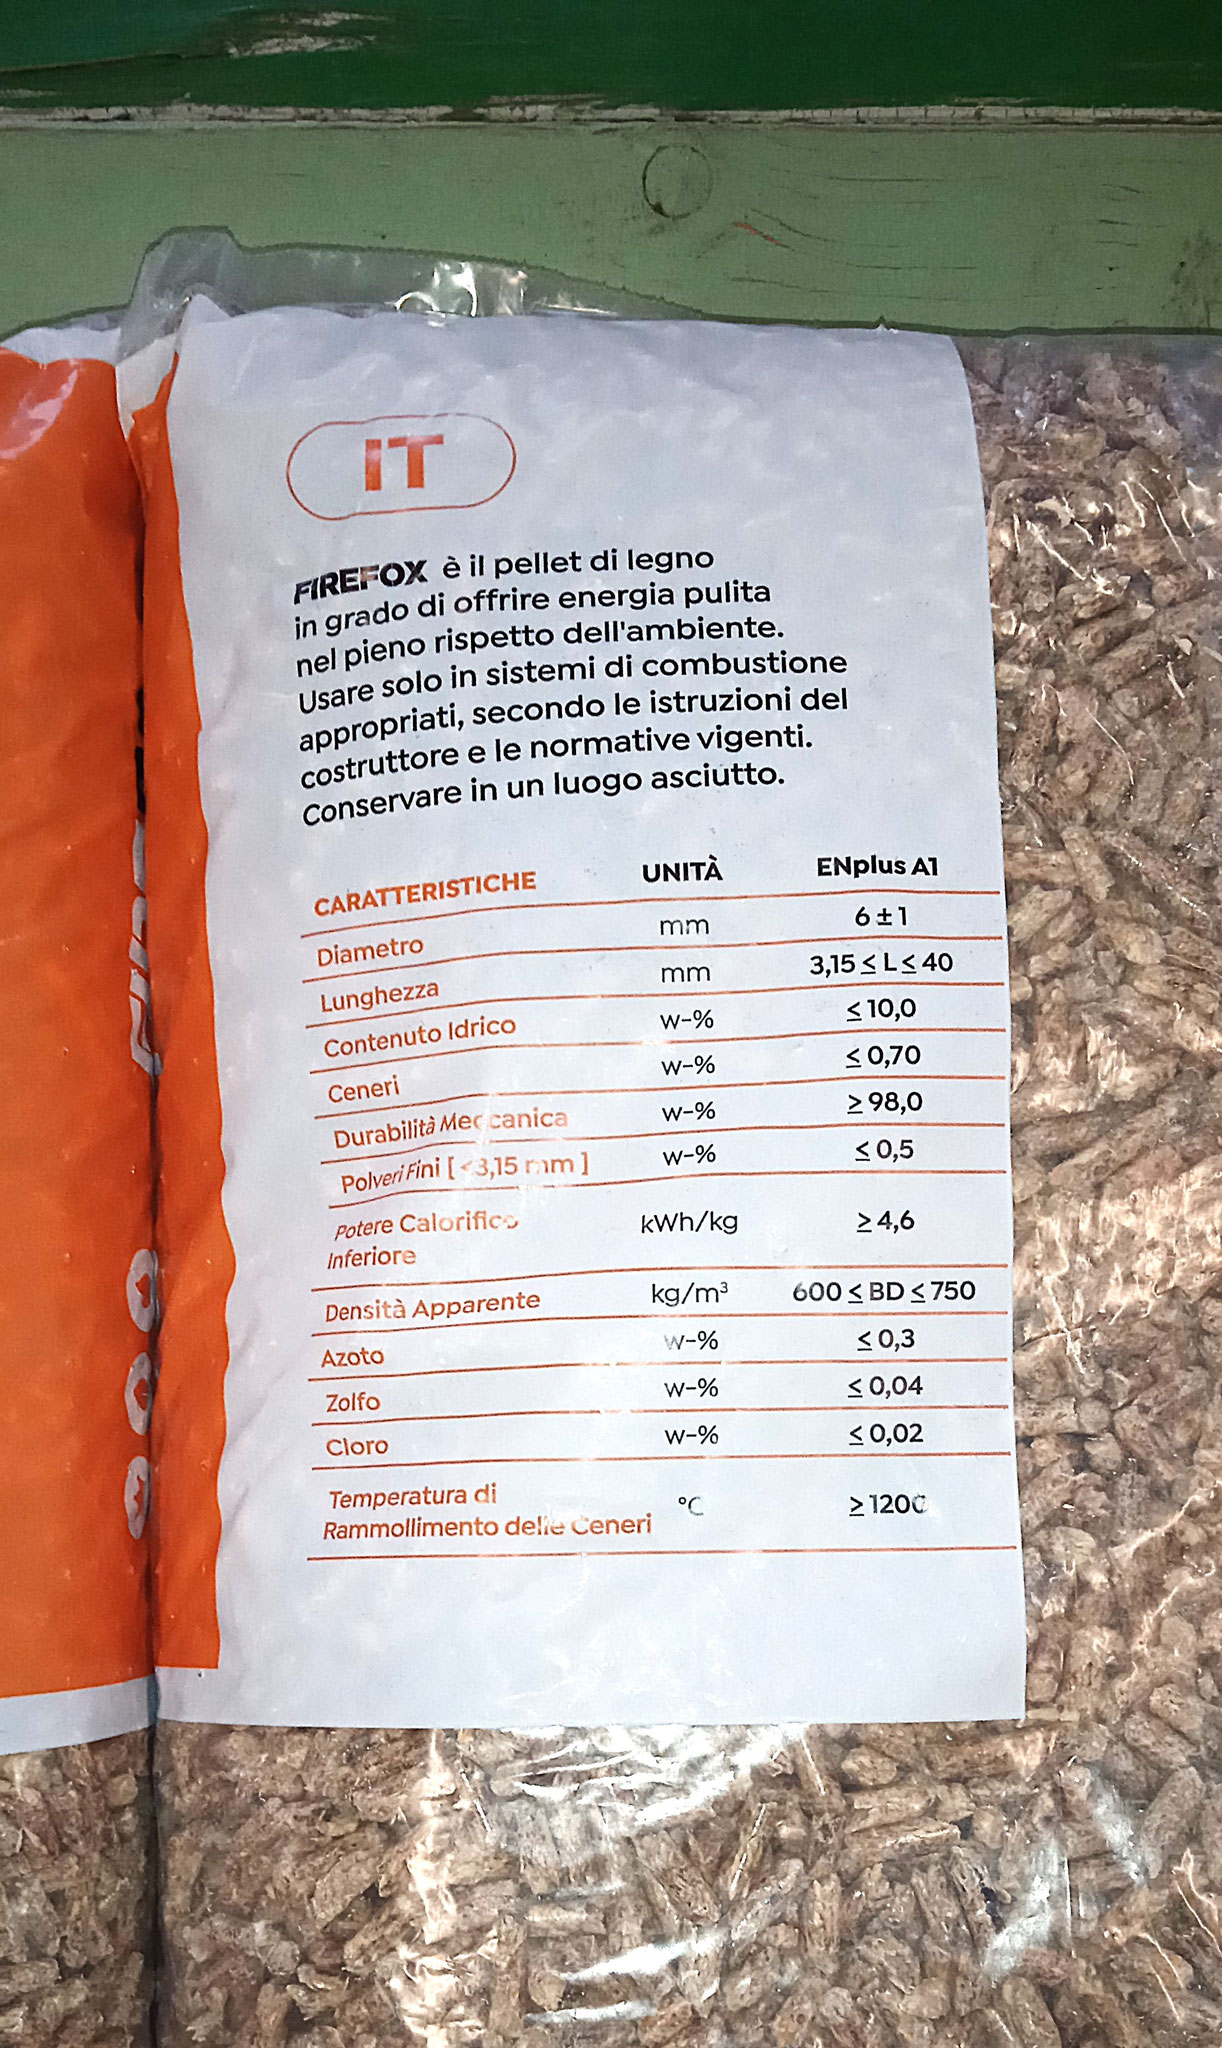 IT
FIREFOX è il pellet di legno
in grado di offrire energia pulita
nel pieno rispetto dell'ambiente.
Usare solo in sistemi di combustione
appropriati, secondo le istruzioni del
costruttore e le normative vigenti.
Conservare in un luogo asciutto.
CARATTERISTICHE UNITÀ ENplus A1
Diametro mm 6 ± 1
Lunghezza mm 3,15 ≤ L ≤ 40
Contenuto Idrico w-% ≤ 10,0
Ceneri w-% ≤ 0,70
Durabilità Meccanica w-% ≥ 98,0
Polveri Fini [ <3,15 mm ] w-% ≤ 0,5
Potere Calorifico
Inferiore kWh/kg ≥ 4,6
Densità Apparente kg/m³ 600 ≤ BD ≤ 750
Azoto w-% ≤ 0,3
Zolfo w-% ≤ 0,04
Cloro w-% ≤ 0,02
Temperatura di
Rammollimento delle Ceneri °C ≥ 1200